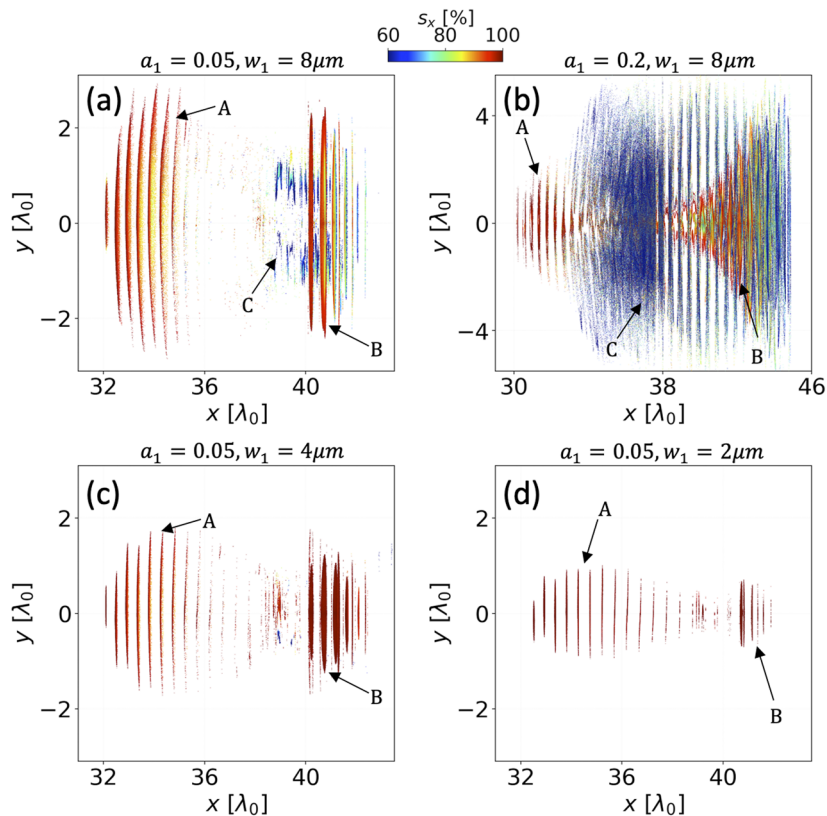 s_x [%]
60 80 100
a_1 = 0.05, w_1 = 8μm
a_1 = 0.2, w_1 = 8μm
(a)
A
2
0
−2
y [λ_0]
C
B
32 36 40
x [λ_0]
(b)
A
4
0
−4
y [λ_0]
C
B
30 38 46
x [λ_0]
a_1 = 0.05, w_1 = 4μm
a_1 = 0.05, w_1 = 2μm
(c)
A
2
0
−2
y [λ_0]
B
32 36 40
x [λ_0]
(d)
A
2
0
−2
y [λ_0]
B
32 36 40
x [λ_0]